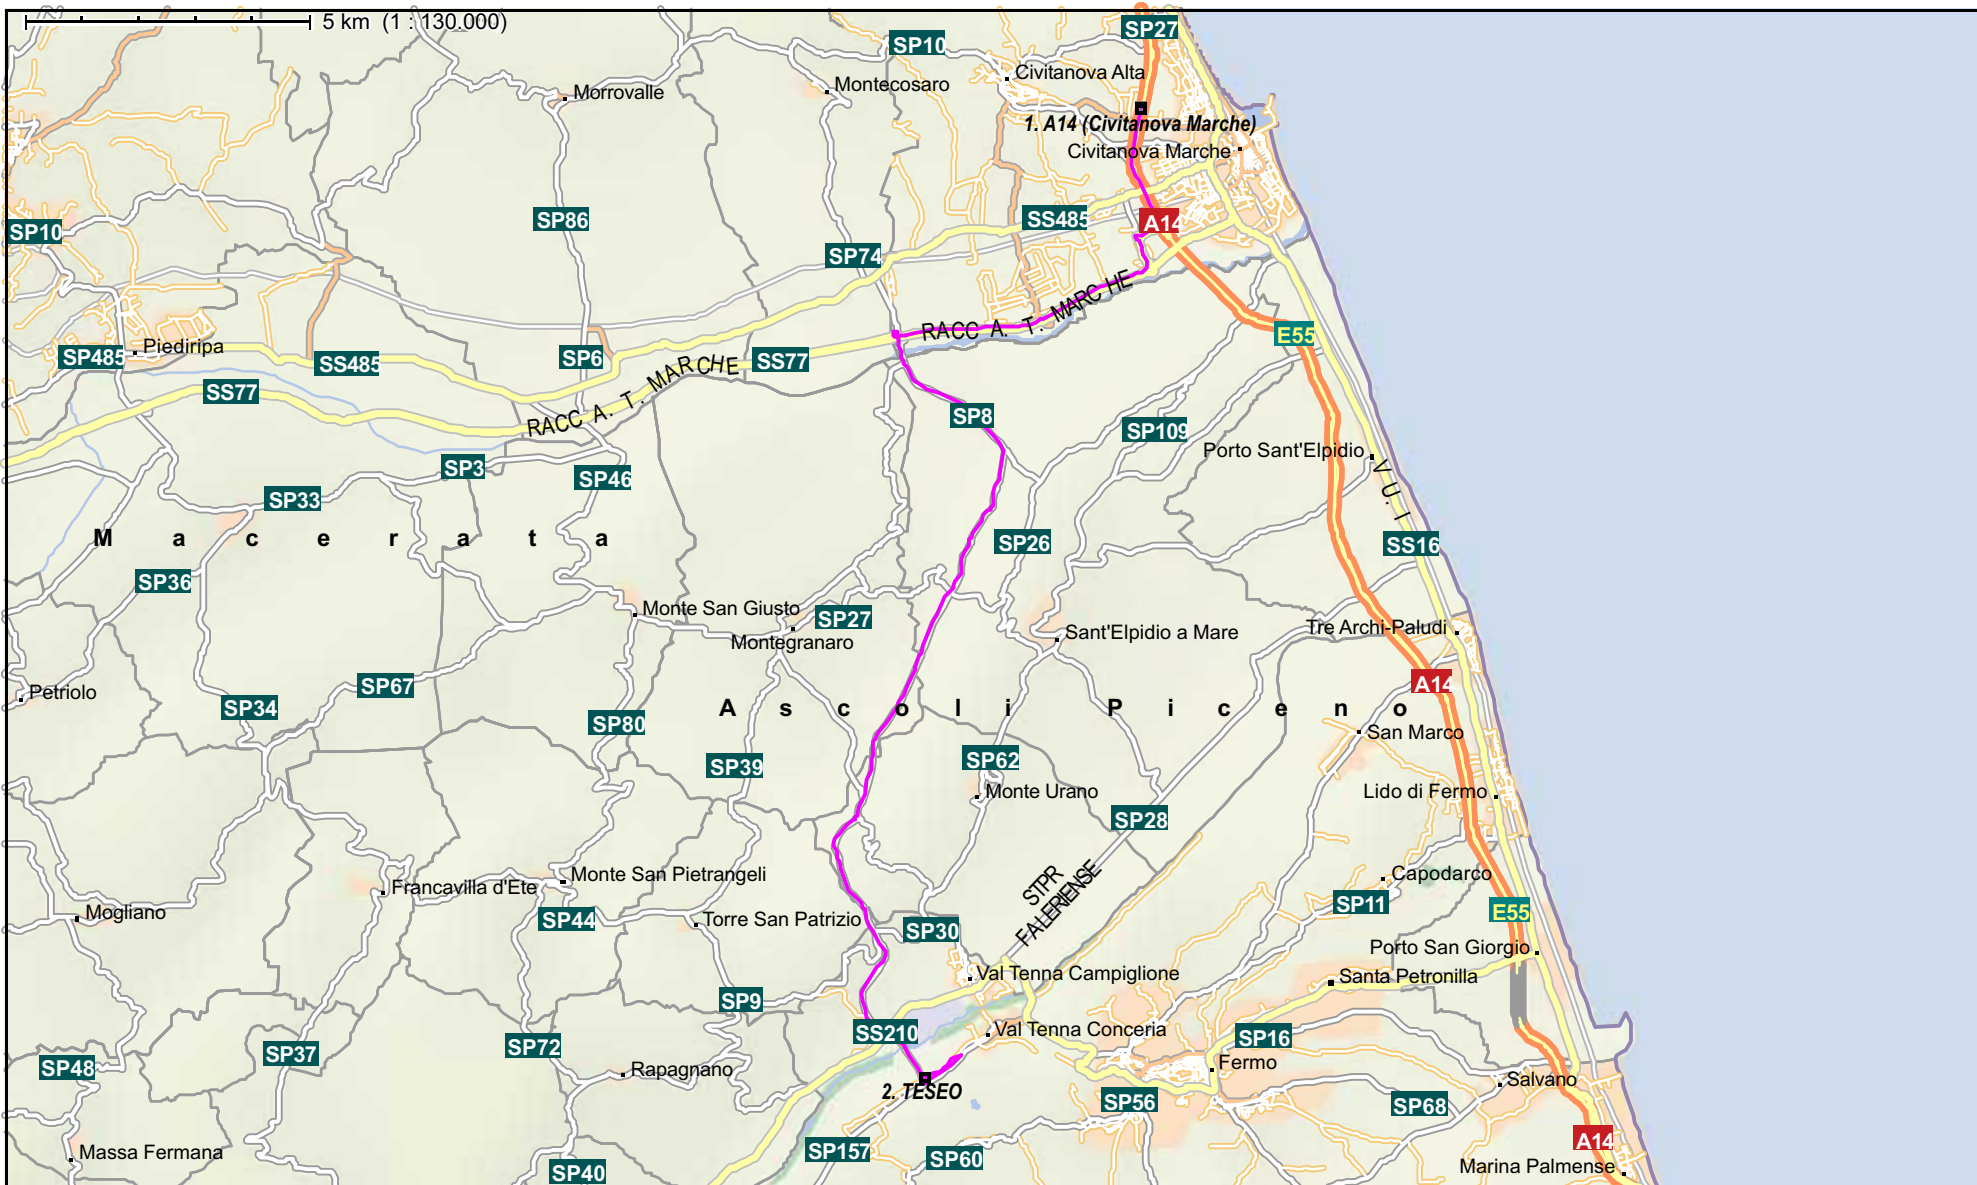 5 km (1 : 130.000)
SP27
SP10
Civitanova Alta
Montecosaro
Morrovalle
1. A14 (Civitanova Marche)
Civitanova Marche
SP86
SS485
A14
SP10
SP74
RACC A. T. MARCHE
E55
Piediripa
SP485
SS485
SP6
RACC A. T. MARCHE
SS77
SS77
SP8
SP109
Porto Sant'Elpidio
V U. I
SP3
SP46
SP33
M a c e r a t a
SP26
SS16
SP36
Monte San Giusto
SP27
Montegranaro
Sant'Elpidio a Mare
Tre Archi-Paludi
Petriolo
SP67
SP34
A14
A s c o l i P i c e n o
SP80
San Marco
SP39
SP62
Monte Urano
Lido di Fermo
SP28
Francavilla d'Ete
Monte San Pietrangeli
STPR
FALERIENSE
Capodarco
SP11
Mogliano
SP44
Torre San Patrizio
SP30
E55
Porto San Giorgio
Val Tenna Campiglione
Santa Petronilla
SP9
SS210
Val Tenna Conceria
SP16
SP48
SP37
SP72
Rapagnano
2. TESEO
Fermo
Salvano
SP56
SP68
Massa Fermana
SP157
SP60
A14
SP40
Marina Palmense